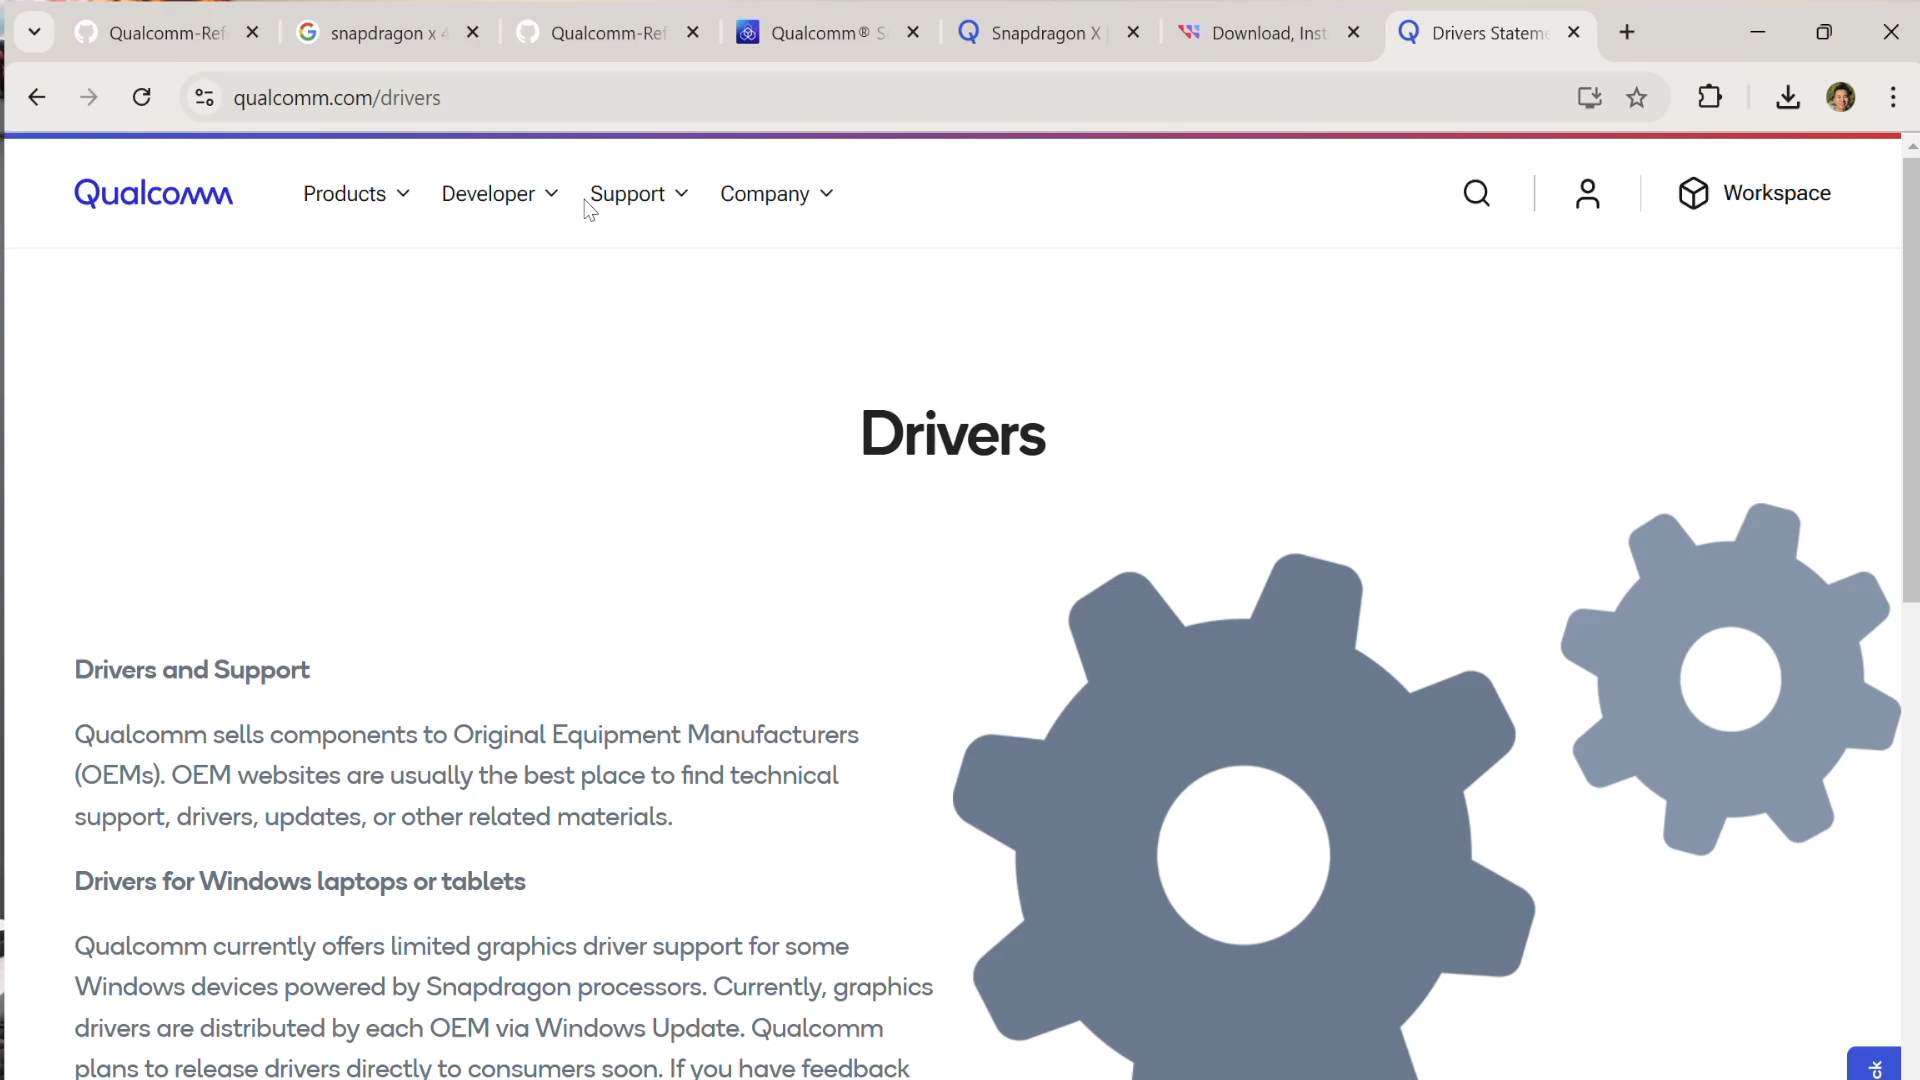 Qualcomm-Ref
snapdragon x 4
Qualcomm-Ref
Qualcomm® S
Snapdragon X
Download, Inst
Drivers Stateme
qualcomm.com/drivers
Qualcomm
Products
Developer
Support
Company
Workspace
Drivers
Drivers and Support
Qualcomm sells components to Original Equipment Manufacturers
(OEMs). OEM websites are usually the best place to find technical
support, drivers, updates, or other related materials.
Drivers for Windows laptops or tablets
Qualcomm currently offers limited graphics driver support for some
Windows devices powered by Snapdragon processors. Currently, graphics
drivers are distributed by each OEM via Windows Update. Qualcomm
plans to release drivers directly to consumers soon. If you have feedback
ck